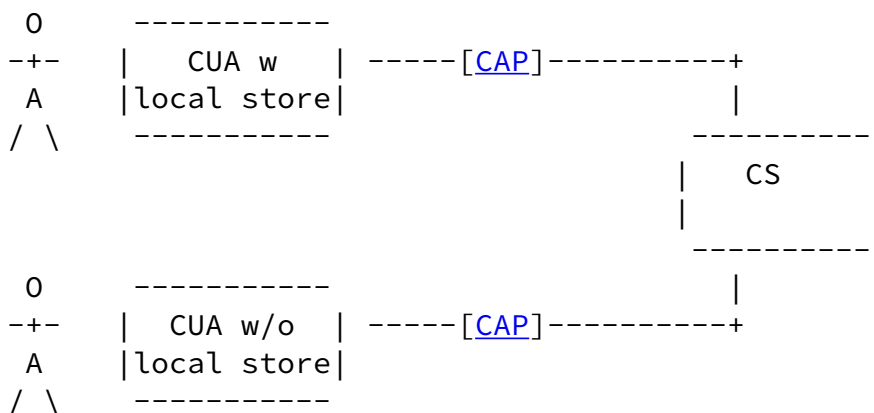 O      -----------
-+-   |   CUA w   | -----[CAP]----------+
 A    |local store|                     |
/ \     -----------                   ----------
                                     |   CS
                                     |
                                      ----------
 O      -----------                     |
-+-   |  CUA w/o  | -----[CAP]----------+
 A    |local store|
/ \     -----------